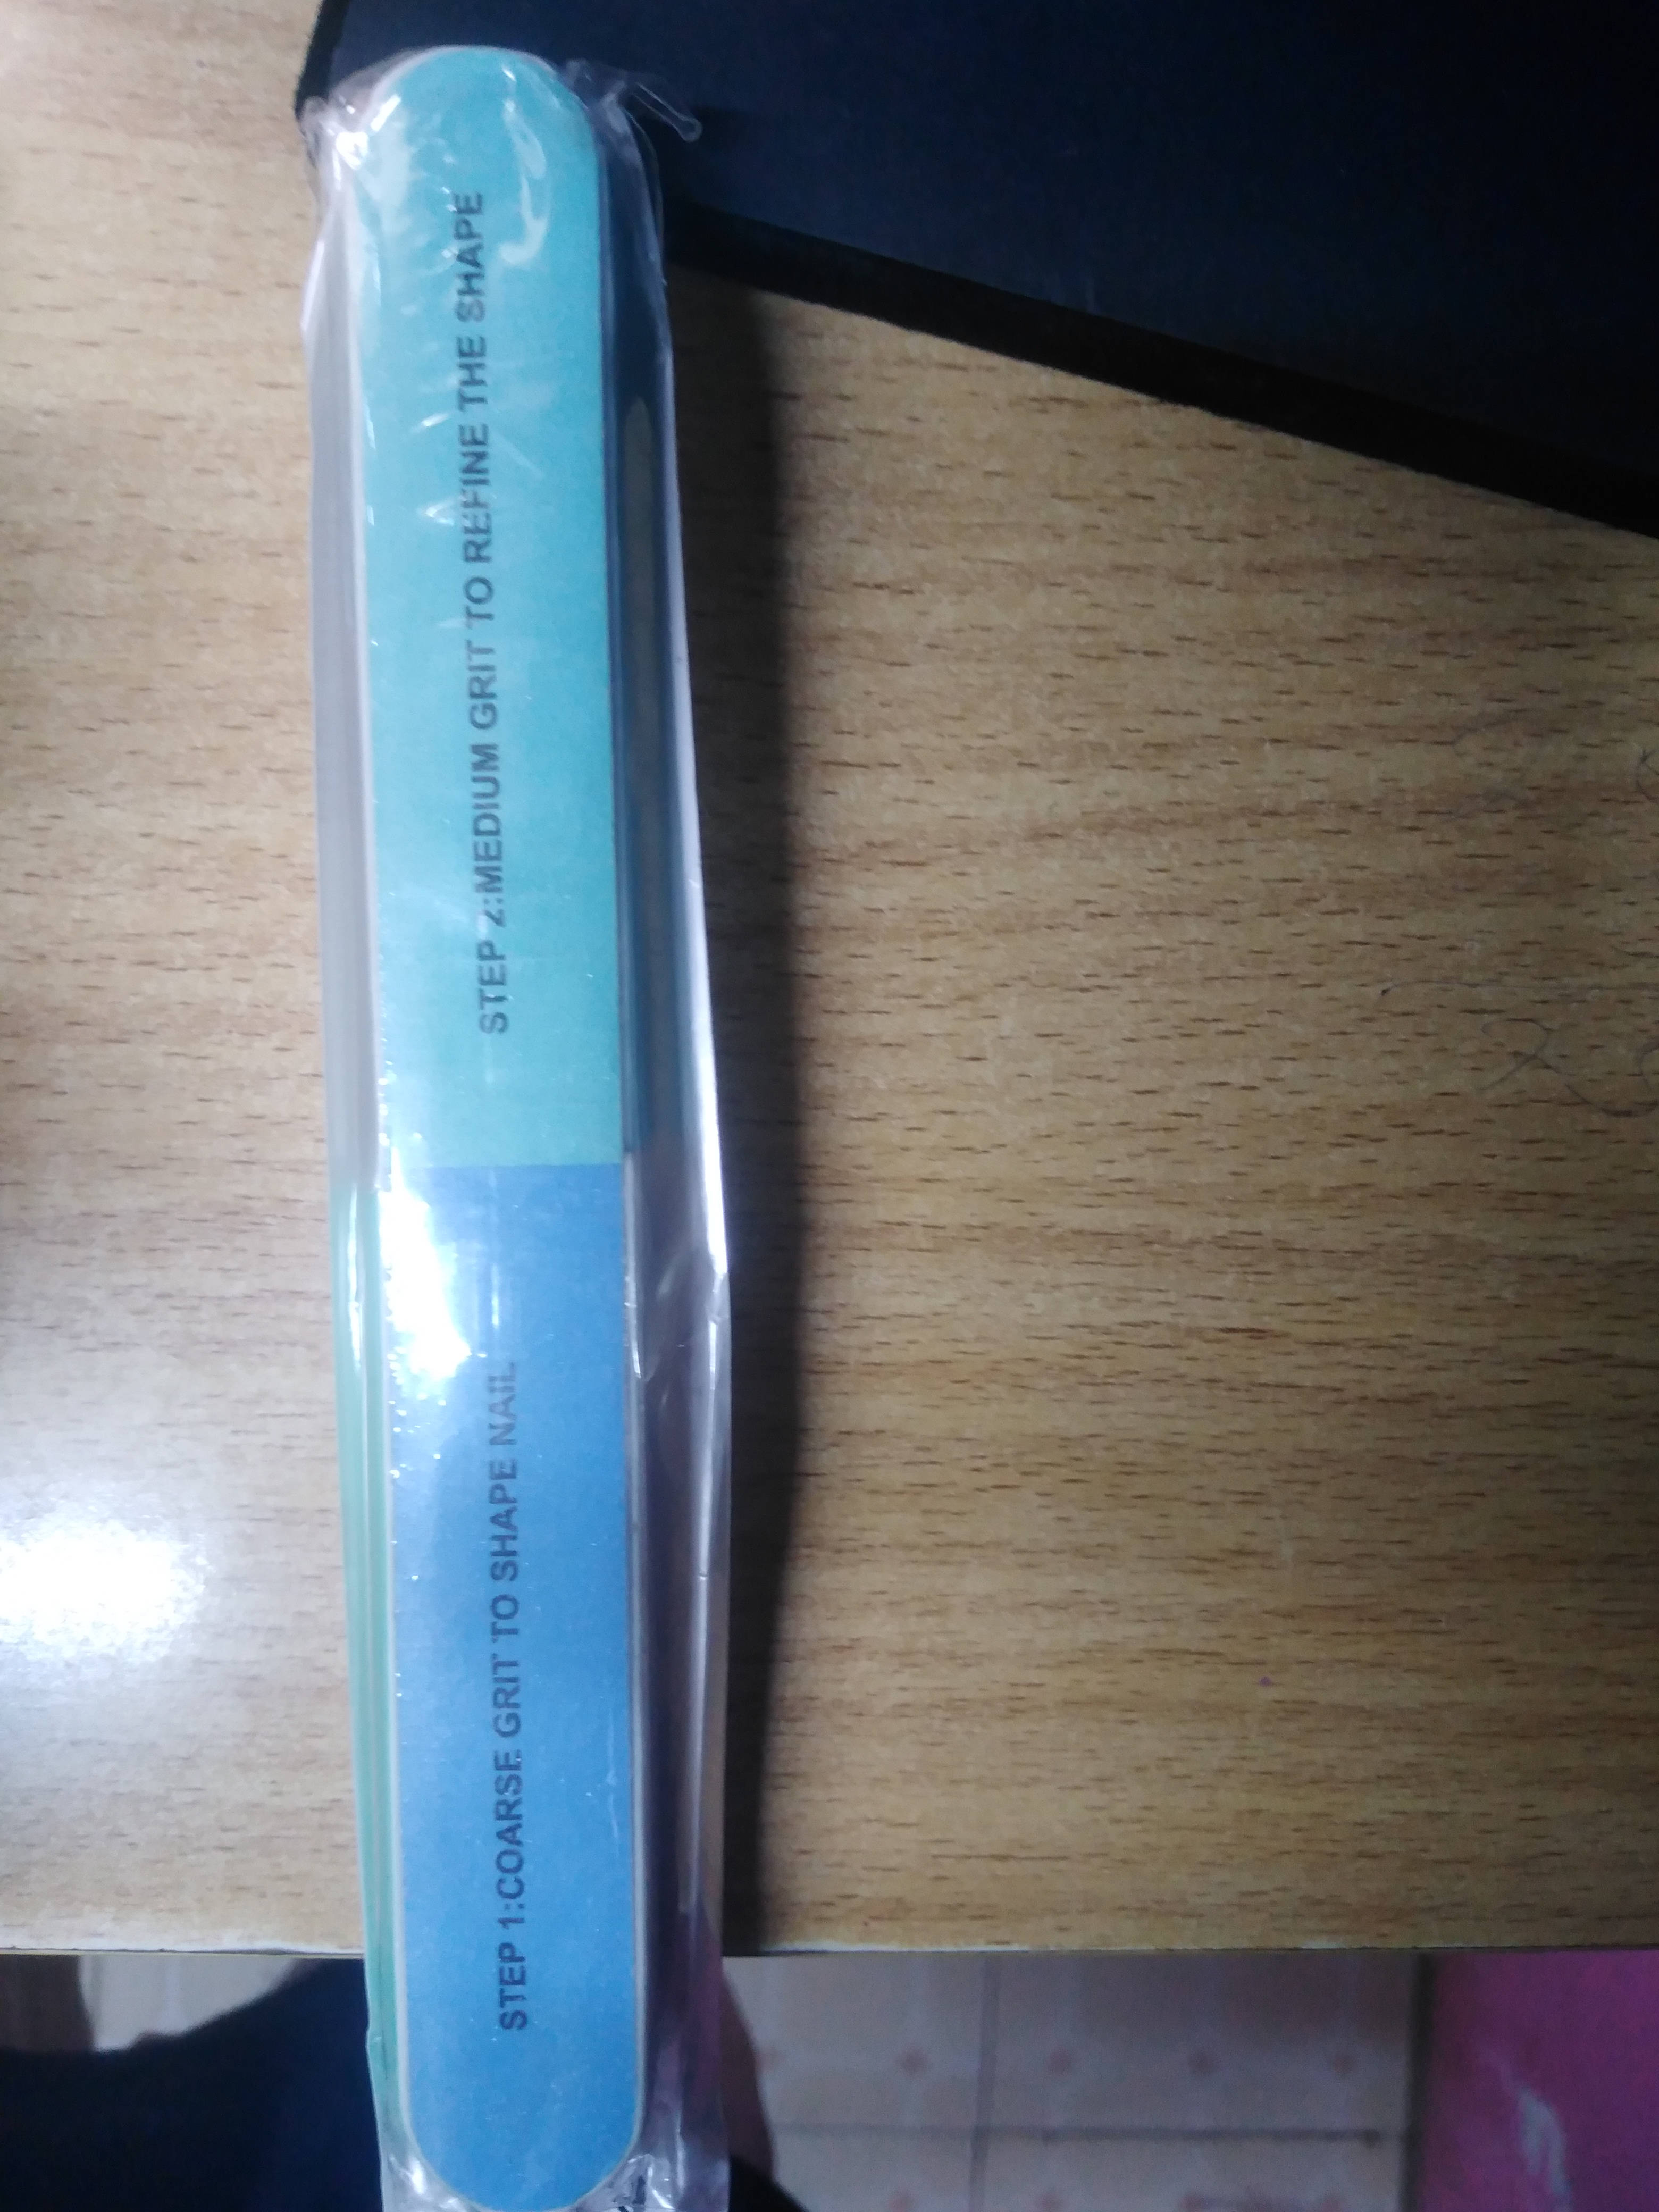 STEP 1:COARSE GRIT TO SHAPE NAIL
STEP 2:MEDIUM GRIT TO REFINE THE SHAPE